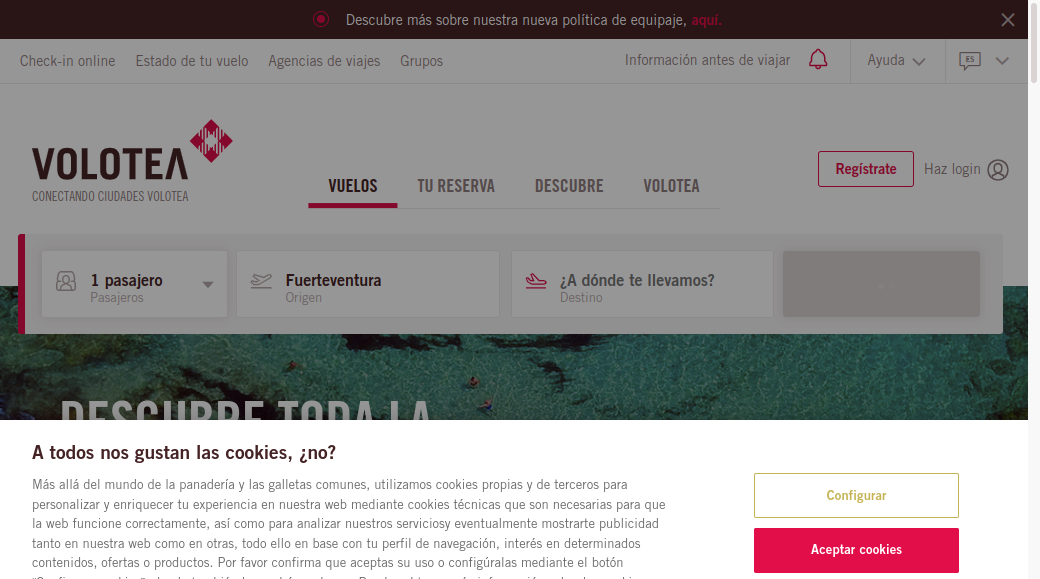 Descubre más sobre nuestra nueva política de equipaje, aquí.
Check-in online Estado de tu vuelo Agencias de viajes Grupos Información antes de viajar Ayuda ES
VOLOTEA
CONECTANDO CIUDADES VOLOTEA
VUELOS TU RESERVA DESCUBRE VOLOTEA
Regístrate Haz login
1 pasajero
Pasajeros
Fuerteventura
Origen
¿A dónde te llevamos?
Destino
DESCUBRE TODA LA
A todos nos gustan las cookies, ¿no?
Más allá del mundo de la panadería y las galletas comunes, utilizamos cookies propias y de terceros para
personalizar y enriquecer tu experiencia en nuestra web mediante cookies técnicas que son necesarias para que
la web funcione correctamente, así como para analizar nuestros serviciosy eventualmente mostrarte publicidad
tanto en nuestra web como en otras, todo ello en base con tu perfil de navegación, interés en determinados
contenidos, ofertas o productos. Por favor confirma que aceptas su uso o configúralas mediante el botón
Configurar
Aceptar cookies